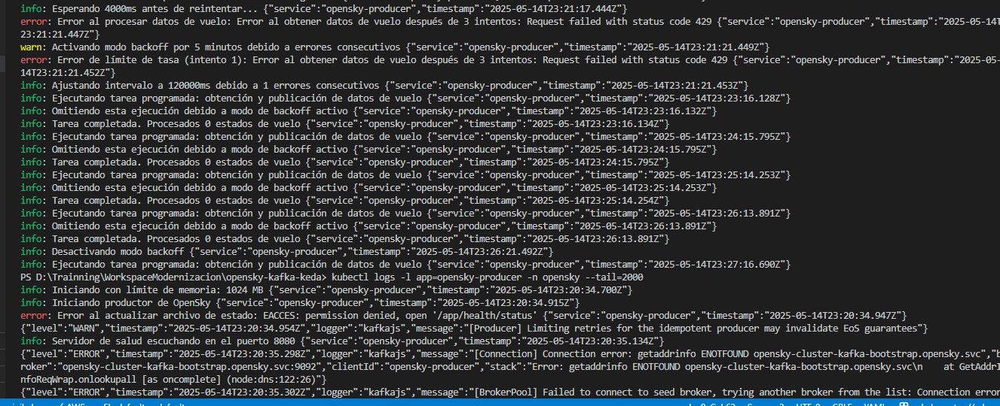 info: Esperando 4000ms antes de reintentar... {"service":"opensky-producer","timestamp":"2025-05-14T23:21:17.444Z"}
error: Error al procesar datos de vuelo: Error al obtener datos de vuelo después de 3 intentos: Request failed with status code 429 {"service":"opensky-producer","timestamp":"2025-05-14T
23:21:21.447Z"}
warn: Activando modo backoff por 5 minutos debido a errores consecutivos {"service":"opensky-producer","timestamp":"2025-05-14T23:21:21.449Z"}
error: Error de límite de tasa (intento 1): Error al obtener datos de vuelo después de 3 intentos: Request failed with status code 429 {"service":"opensky-producer","timestamp":"2025-05-
14T23:21:21.452Z"}
info: Ajustando intervalo a 120000ms debido a 1 errores consecutivos {"service":"opensky-producer","timestamp":"2025-05-14T23:21:21.453Z"}
info: Ejecutando tarea programada: obtención y publicación de datos de vuelo {"service":"opensky-producer","timestamp":"2025-05-14T23:23:16.128Z"}
info: Omitiendo esta ejecución debido a modo de backoff activo {"service":"opensky-producer","timestamp":"2025-05-14T23:23:16.132Z"}
info: Tarea completada. Procesados 0 estados de vuelo {"service":"opensky-producer","timestamp":"2025-05-14T23:23:16.134Z"}
info: Ejecutando tarea programada: obtención y publicación de datos de vuelo {"service":"opensky-producer","timestamp":"2025-05-14T23:24:15.795Z"}
info: Omitiendo esta ejecución debido a modo de backoff activo {"service":"opensky-producer","timestamp":"2025-05-14T23:24:15.795Z"}
info: Tarea completada. Procesados 0 estados de vuelo {"service":"opensky-producer","timestamp":"2025-05-14T23:24:15.795Z"}
info: Ejecutando tarea programada: obtención y publicación de datos de vuelo {"service":"opensky-producer","timestamp":"2025-05-14T23:25:14.253Z"}
info: Omitiendo esta ejecución debido a modo de backoff activo {"service":"opensky-producer","timestamp":"2025-05-14T23:25:14.253Z"}
info: Tarea completada. Procesados 0 estados de vuelo {"service":"opensky-producer","timestamp":"2025-05-14T23:25:14.254Z"}
info: Ejecutando tarea programada: obtención y publicación de datos de vuelo {"service":"opensky-producer","timestamp":"2025-05-14T23:26:13.891Z"}
info: Omitiendo esta ejecución debido a modo de backoff activo {"service":"opensky-producer","timestamp":"2025-05-14T23:26:13.891Z"}
info: Tarea completada. Procesados 0 estados de vuelo {"service":"opensky-producer","timestamp":"2025-05-14T23:26:13.891Z"}
info: Desactivando modo backoff {"service":"opensky-producer","timestamp":"2025-05-14T23:26:21.492Z"}
info: Ejecutando tarea programada: obtención y publicación de datos de vuelo {"service":"opensky-producer","timestamp":"2025-05-14T23:27:16.690Z"}
PS D:\Trainning\WorkspaceModernizacion\opensky-kafka-keda> kubectl logs -l app=opensky-producer -n opensky --tail=2000
info: Iniciando con límite de memoria: 1024 MB {"service":"opensky-producer","timestamp":"2025-05-14T23:20:34.700Z"}
info: Iniciando productor de OpenSky {"service":"opensky-producer","timestamp":"2025-05-14T23:20:34.915Z"}
error: Error al actualizar archivo de estado: EACCES: permission denied, open '/app/health/status' {"service":"opensky-producer","timestamp":"2025-05-14T23:20:34.947Z"}
{"level":"WARN","timestamp":"2025-05-14T23:20:34.954Z","logger":"kafkajs","message":"[Producer] Limiting retries for the idempotent producer may invalidate EoS guarantees"}
info: Servidor de salud escuchando en el puerto 8080 {"service":"opensky-producer","timestamp":"2025-05-14T23:20:35.134Z"}
{"level":"ERROR","timestamp":"2025-05-14T23:20:35.298Z","logger":"kafkajs","message":"[Connection] Connection error: getaddrinfo ENOTFOUND opensky-cluster-kafka-bootstrap.opensky.svc","b
roker":"opensky-cluster-kafka-bootstrap.opensky.svc:9092","clientId":"opensky-producer","stack":"Error: getaddrinfo ENOTFOUND opensky-cluster-kafka-bootstrap.opensky.svc\n    at GetAddrI
nfoReqWrap.onlookupall [as oncomplete] (node:dns:122:26)"}
{"level":"ERROR","timestamp":"2025-05-14T23:20:35.302Z","logger":"kafkajs","message":"[BrokerPool] Failed to connect to seed broker, trying another broker from the list: Connection error